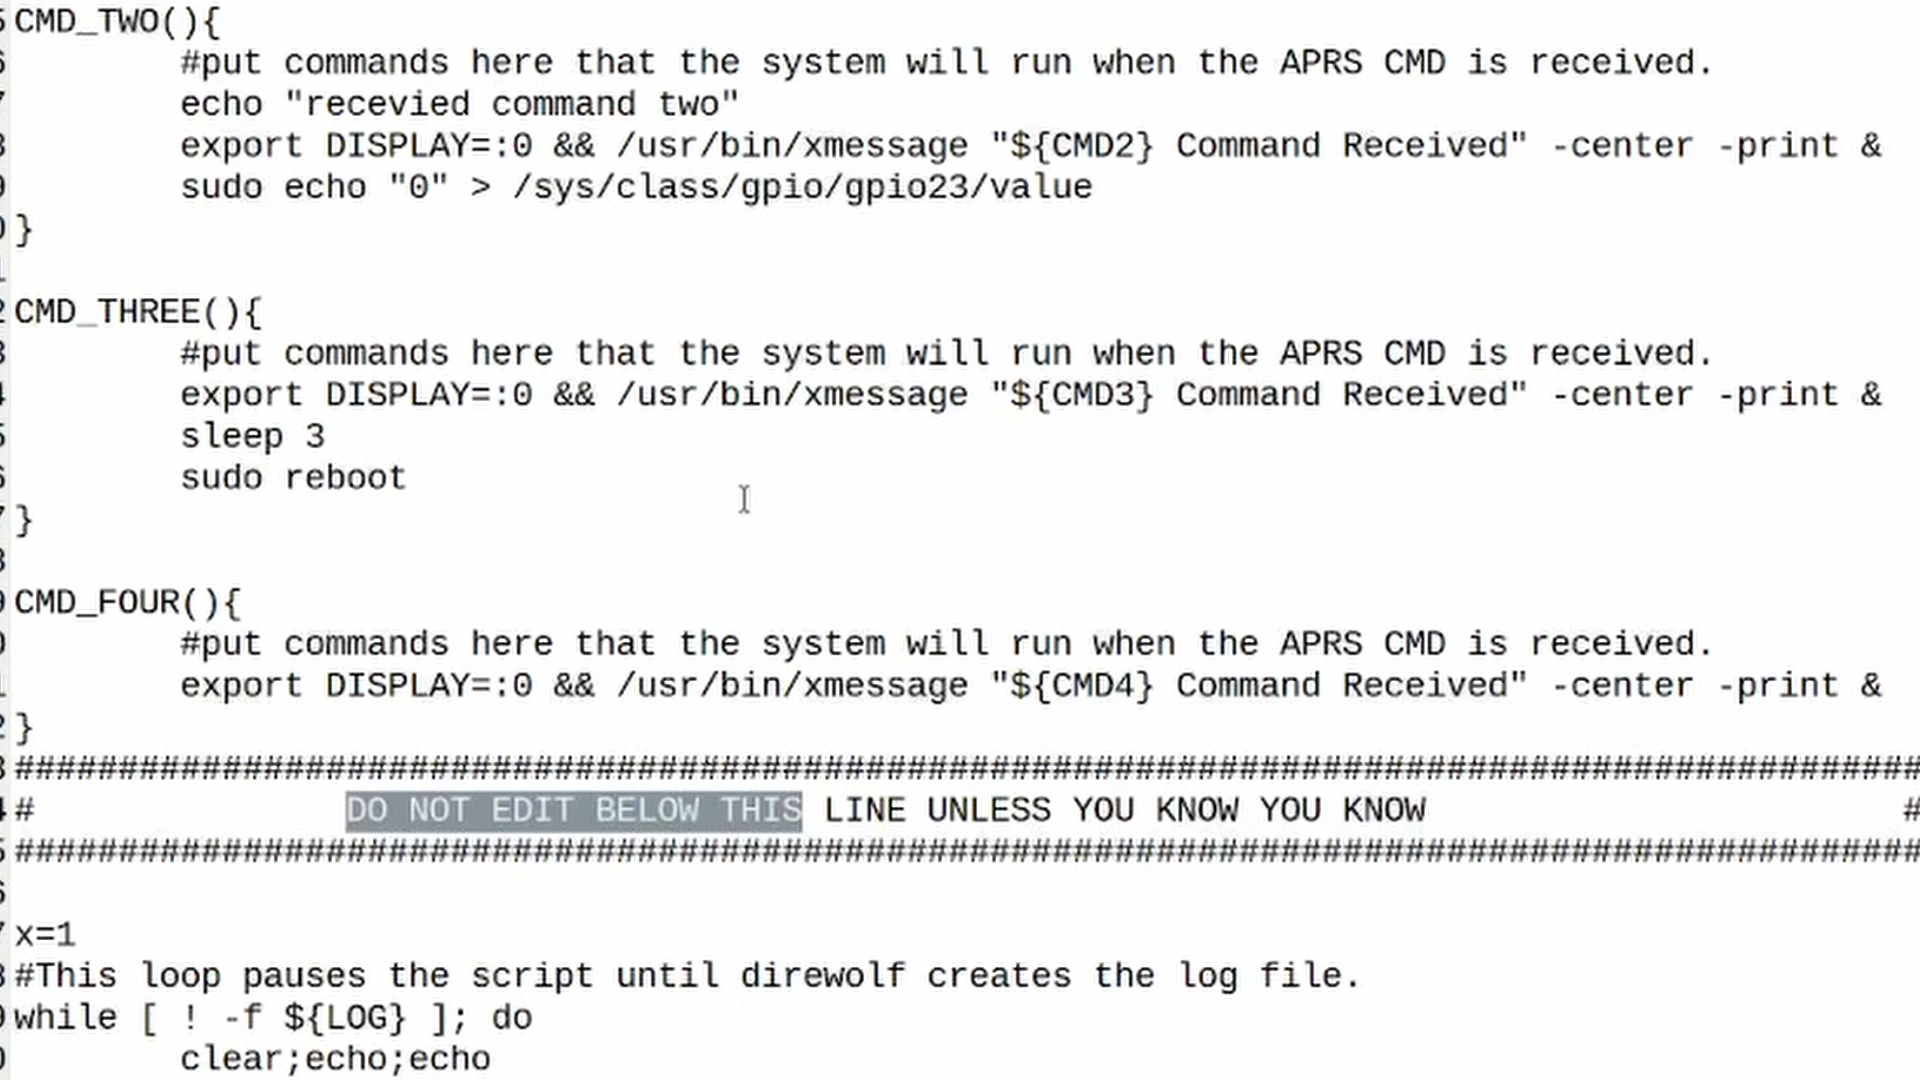 CMD_TWO(){
#put commands here that the system will run when the APRS CMD is received.
echo "recevied command two"
export DISPLAY=:0 && /usr/bin/xmessage "${CMD2} Command Received" -center -print &
sudo echo "0" > /sys/class/gpio/gpio23/value
}
CMD_THREE(){
#put commands here that the system will run when the APRS CMD is received.
export DISPLAY=:0 && /usr/bin/xmessage "${CMD3} Command Received" -center -print &
sleep 3
sudo reboot
}
CMD_FOUR(){
#put commands here that the system will run when the APRS CMD is received.
export DISPLAY=:0 && /usr/bin/xmessage "${CMD4} Command Received" -center -print &
}
############################################################################################
# DO NOT EDIT BELOW THIS LINE UNLESS YOU KNOW YOU KNOW #
############################################################################################
x=1
#This loop pauses the script until direwolf creates the log file.
while [ ! -f ${LOG} ]; do
clear;echo;echo